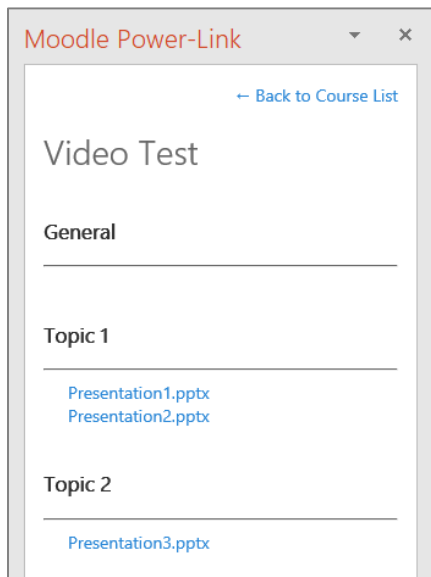 Moodle Power-Link
← Back to Course List
Video Test
General
Topic 1
Presentation1.pptx
Presentation2.pptx
Topic 2
Presentation3.pptx